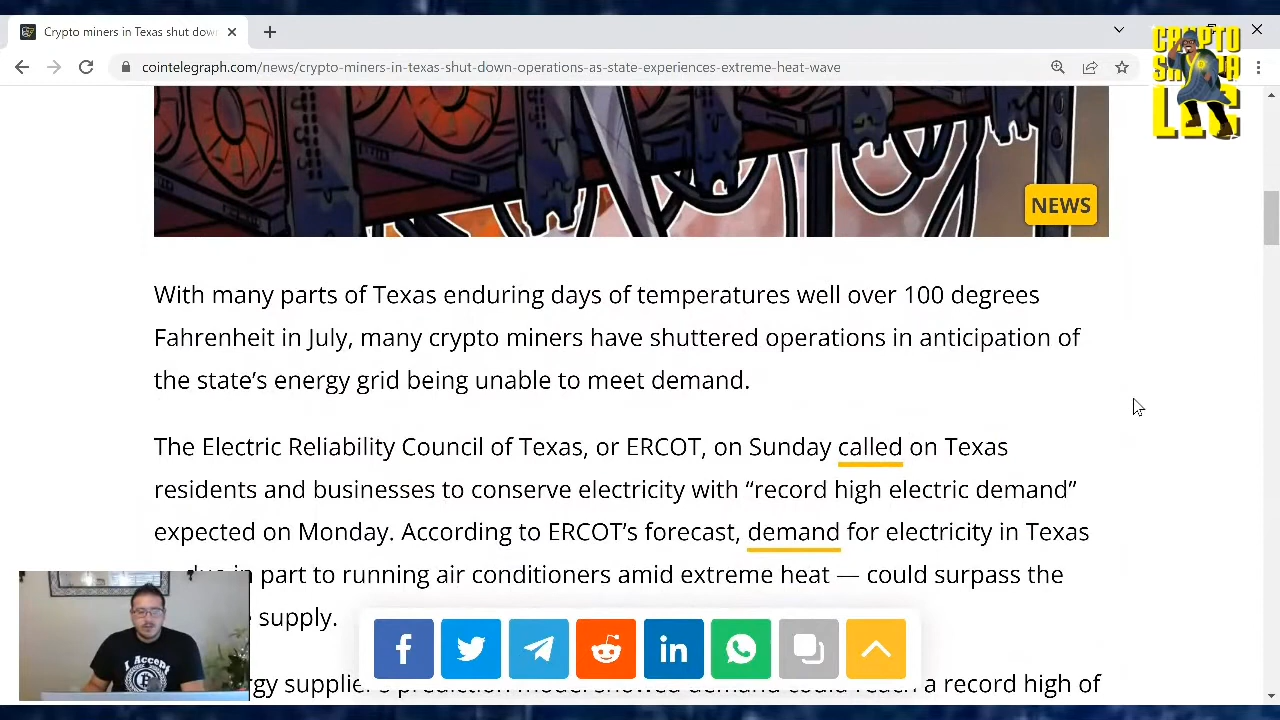 Crypto miners in Texas shut dow
cointelegraph.com/news/crypto-miners-in-texas-shut-down-operations-as-state-experiences-extreme-heat-wave
CRYPTO
LEC
NEWS
With many parts of Texas enduring days of temperatures well over 100 degrees
Fahrenheit in July, many crypto miners have shuttered operations in anticipation of
the state's energy grid being unable to meet demand.
The Electric Reliability Council of Texas, or ERCOT, on Sunday called on Texas
residents and businesses to conserve electricity with “record high electric demand”
expected on Monday. According to ERCOT's forecast, demand for electricity in Texas
in part to running air conditioners amid extreme heat — could surpass the
supply.
supplier's prediction model showed demand could reach a record high of
I Accept